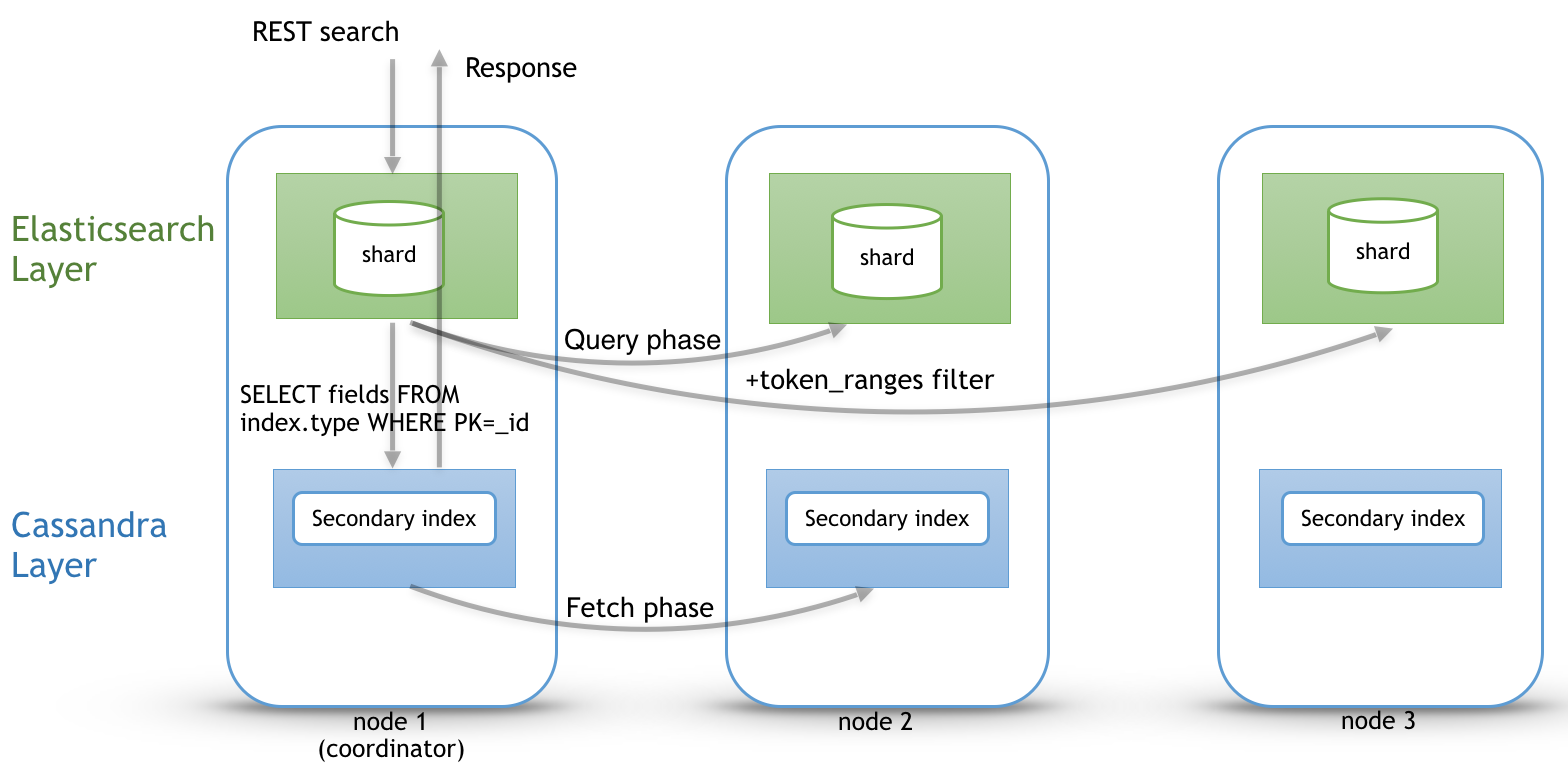 REST search
Response
Elasticsearch
Layer
shard
shard
shard
Query phase
+token_ranges filter
SELECT fields FROM
index.type WHERE PK=_id
Cassandra
Layer
Secondary index
Secondary index
Secondary index
Fetch phase
node 1
(coordinator)
node 2
node 3